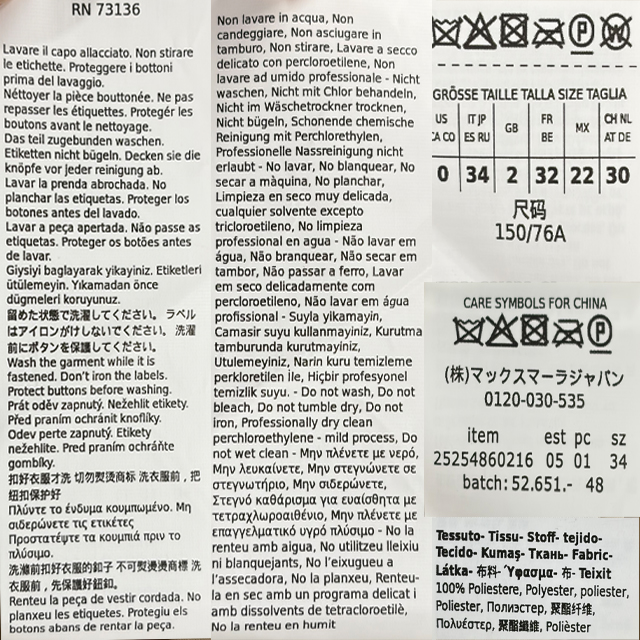 RN 73136
Lavare il capo allacciato. Non stirare
le etichette. Proteggere i bottoni
prima del lavaggio.
Néttoyer la pièce boutonnée. Ne pas
repasser les étiquettes. Protegér les
boutons avant le nettoyage.
Das teil zugebunden waschen.
Etiketten nicht bügeln. Decken sie die
knöpfe vor jeder reinigung ab.
Lavar la prenda abrochada. No
planchar las etiquetas. Proteger los
botones antes del lavado.
Lavar a peça apertada. Não passe as
etiquetas. Proteger os botões antes
de lavar.
Giysiyi baglayarak yikayiniz. Etiketleri
ütülemeyin. Yıkamadan önce
dügmeleri koruyunuz.
留めた状態で洗濯してください。ラベル
はアイロンがけしないでください。洗濯
前にボタンを保護してください。
Wash the garment while it is
fastened. Don't iron the labels.
Protect buttons before washing.
Prát oděv zapnutý. Nežehlit etikety.
Před praním ochránit knoflíky.
Odev perte zapnutý. Etikety
nežehlite. Pred praním ochráňte
gombíky.
扣好衣服才洗 切勿熨烫商标 洗衣服前，把
纽扣保护好
Πλύντε το ένδυμα κουμπωμένο. Μη
σιδερώνετε τις ετικέτες
Προστατέψτε τα κουμπιά πριν το
πλύσιμο.
洗滌前扣好衣服的釦子 不可熨燙商標 洗
衣服前，先保護好鈕釦。
Renteu la peça de vestir cordada. No
planxeu les etiquetes. Protegiu els
botons abans de rentar la peça.
Non lavare in acqua, Non
candeggiare, Non asciugare in
tamburo, Non stirare, Lavare a secco
delicato con percloroetilene, Non
lavare ad umido professionale - Nicht
waschen, Nicht mit Chlor behandeln,
Nicht im Wäschetrockner trocknen,
Nicht bügeln, Schonende chemische
Reinigung mit Perchlorethylen,
Professionelle Nassreinigung nicht
erlaubt - No lavar, No blanquear, No
secar a màquina, No planchar,
Limpieza en seco muy delicada,
cualquier solvente excepto
tricloroetileno, No limpieza
professional en agua - Não lavar em
água, Não branquear, Não secar em
tambor, Não passar a ferro, Lavar
em seco delicadamente com
percloroetileno, Não lavar em água
profissional - Suyla yikamayin,
Camasir suyu kullanmayiniz, Kurutma
tamburunda kurutmayiniz,
Utulemeyiniz, Narin kuru temizleme
perkloretilen İle, Hiçbir profesyonel
temizlik suyu. - Do not wash, Do not
bleach, Do not tumble dry, Do not
iron, Professionally dry clean
perchloroethylene - mild process, Do
not wet clean - Μην πλένετε με νερό,
Μην λευκαίνετε, Μην στεγνώνετε σε
στεγνωτήριο, Μην σιδερώνετε,
Στεγνό καθάρισμα για ευαίσθητα με
τετραχλωροαιθένιο, Μην πλένετε με
επαγγελματικό υγρό πλύσιμο - No la
renteu amb aigua, No utilitzeu lleixiu
ni blanquejants, No l'eixugueu a
l'assecadora, No la planxeu, Renteu-
la en sec amb un programa delicat i
amb dissolvents de tetracloroetilè,
No la renteu en humit
P W
GRÖSSE TAILLE TALLA SIZE TAGLIA
US CA CO IT JP ES RU GB FR BE MX CH NL AT DE
0 34 2 32 22 30
尺码
150/76A
CARE SYMBOLS FOR CHINA
P
(株)マックスマーラジャパン
0120-030-535
item est pc sz
25254860216 05 01 34
batch: 52.651.- 48
Tessuto- Tissu- Stoff- tejido-
Tecido- Kumaş- Ткань- Fabric-
Látka- 布料- Ύφασμα- 布- Teixit
100% Poliestere, Polyester, poliester,
Poliester, Полиэстер, 聚酯纤维,
Πολυέστερ, 聚酯纖維, Polièster